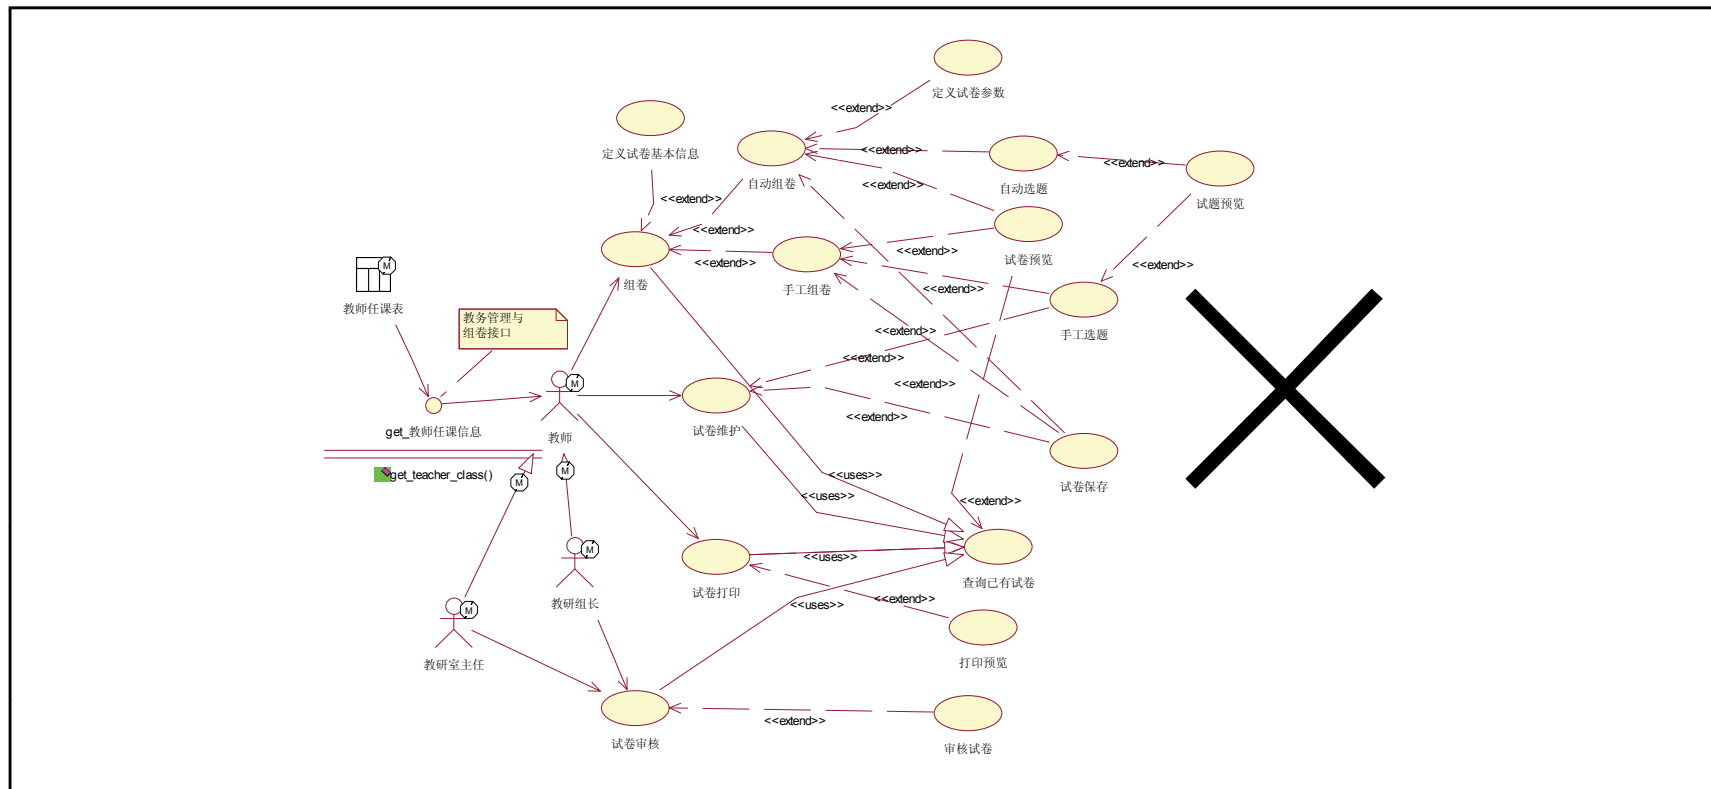 定义试卷参数
<<extend>>
定义试卷基本信息
<<extend>>
自动组卷
<<extend>>
自动选题
<<extend>>
试题预览
<<extend>>
<<extend>>
<<extend>>
组卷
<<extend>>
手工组卷
<<extend>>
试卷预览
<<extend>>
<<extend>>
手工选题
M
教师任课表
教务管理与
组卷接口
<<extend>>
<<extend>>
<<extend>>
<<extend>>
M
教师
get_教师任课信息
get_teacher_class()
M
M
试卷维护
试卷保存
<<uses>>
<<uses>>
<<extend>>
M
教研组长
试卷打印
<<uses>>
查询已有试卷
<<uses>>
<<extend>>
M
教研室主任
打印预览
试卷审核
<<extend>>
审核试卷